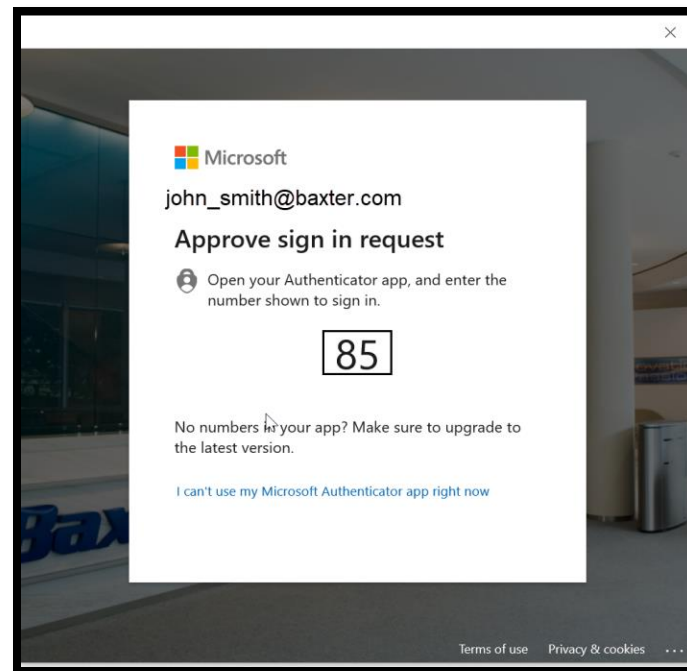 Microsoft
john_smith@baxter.com
Approve sign in request
Open your Authenticator app, and enter the
number shown to sign in.
85
No numbers in your app? Make sure to upgrade to
the latest version.
I can't use my Microsoft Authenticator app right now
Bax
Terms of use Privacy & cookies ...